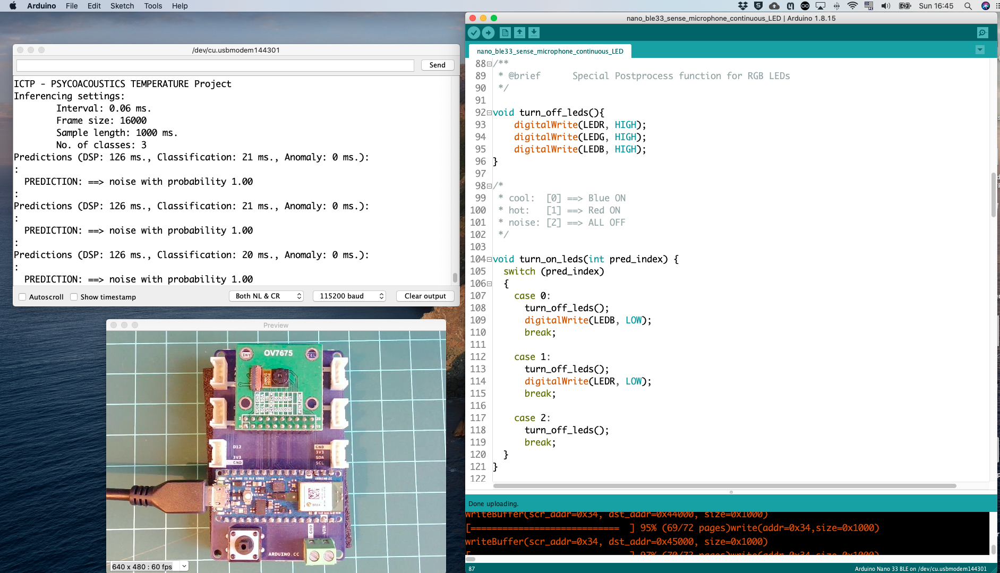 Arduino File Edit Sketch Tools Help
Sun 16:45
/dev/cu.usbmodem144301
Send
ICTP - PSYCOACOUSTICS TEMPERATURE Project
Inferencing settings:
Interval: 0.06 ms.
Frame size: 16000
Sample length: 1000 ms.
No. of classes: 3
Predictions (DSP: 126 ms., Classification: 21 ms., Anomaly: 0 ms.):
:
PREDICTION: ==> noise with probability 1.00
:
Predictions (DSP: 126 ms., Classification: 21 ms., Anomaly: 0 ms.):
:
PREDICTION: ==> noise with probability 1.00
:
Predictions (DSP: 126 ms., Classification: 20 ms., Anomaly: 0 ms.):
:
PREDICTION: ==> noise with probability 1.00
Autoscroll Show timestamp Both NL & CR 115200 baud Clear output
Preview
OV7675
D12
3V3
GND
GND
3V3
SDA
SCL
NANO 33 BLE SENSE
ARDUINO.CC
GND
VIN
ARDUINO.CC
640 x 480 : 60 fps
nano_ble33_sense_microphone_continuous_LED | Arduino 1.8.15
nano_ble33_sense_microphone_continuous_LED
88 /**
89 * @brief Special Postprocess function for RGB LEDs
90 */
91
92 void turn_off_leds(){
93 digitalWrite(LEDR, HIGH);
94 digitalWrite(LEDG, HIGH);
95 digitalWrite(LEDB, HIGH);
96 }
97
98 /*
99 * cool: [0] ==> Blue ON
100 * hot: [1] ==> Red ON
101 * noise: [2] ==> ALL OFF
102 */
103
104 void turn_on_leds(int pred_index) {
105 switch (pred_index)
106 {
107 case 0:
108 turn_off_leds();
109 digitalWrite(LEDB, LOW);
110 break;
111
112 case 1:
113 turn_off_leds();
114 digitalWrite(LEDR, LOW);
115 break;
116
117 case 2:
118 turn_off_leds();
119 break;
120 }
121 }
122
Done uploading.
writeBuffer(scr_addr=0x34, dst_addr=0x44000, size=0x1000)
[============================ ] 95% (69/72 pages)write(addr=0x34,size=0x1000)
writeBuffer(scr_addr=0x34, dst_addr=0x45000, size=0x1000)
] 97% (70/72 pages)write(addr=0x34,size=0x1000)
87
Arduino Nano 33 BLE on /dev/cu.usbmodem144301